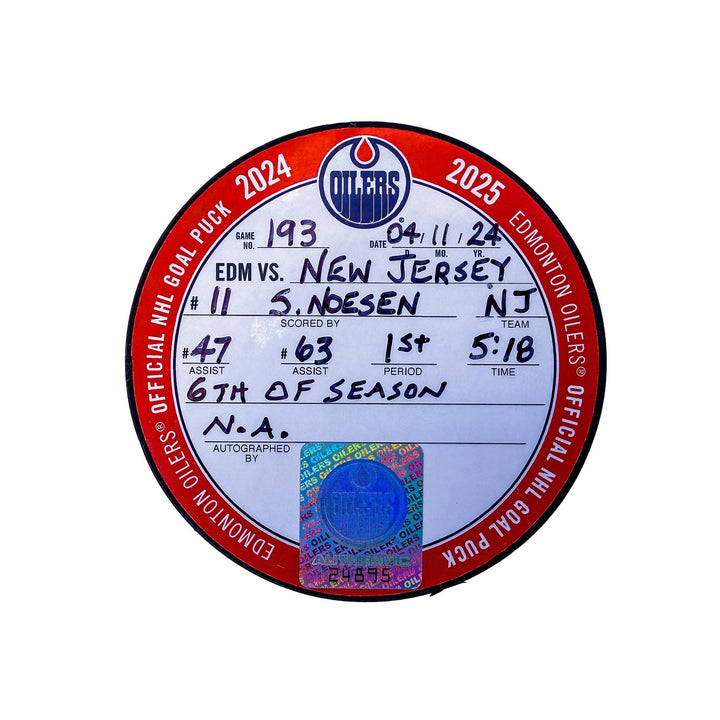 OFFICIAL NHL GOAL PUCK 2024
2025 EDMONTON OILERS® OFFICIAL NHL GOAL PUCK
EDMONTON OILERS®
OILERS
GAME NO. 193 DATE 04/11/24
D. MO. YR.
EDM VS. NEW JERSEY
# 11 S. NOESEN NJ
SCORED BY TEAM
#47 #63 1st 5:18
ASSIST ASSIST PERIOD TIME
6TH OF SEASON
N.A.
AUTOGRAPHED BY
OILERS
AUTHENTIC
24895